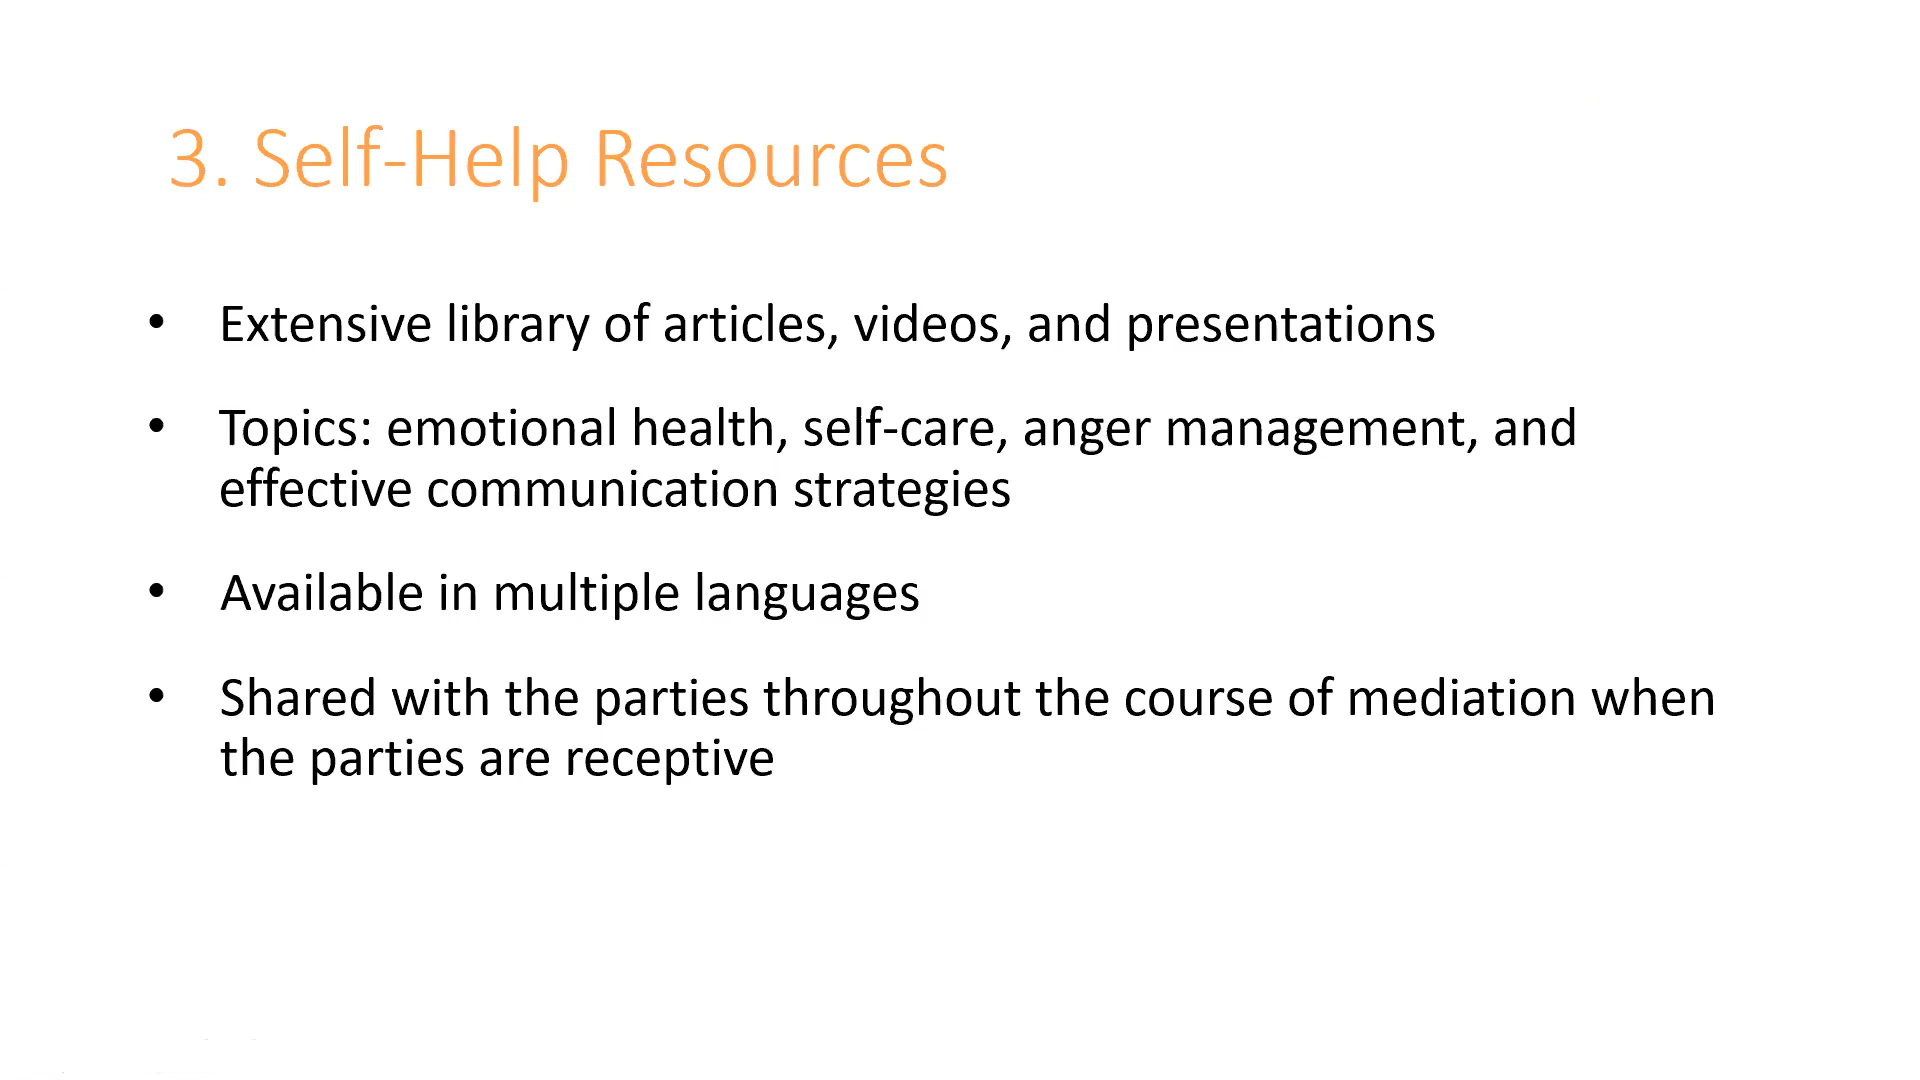 3. Self-Help Resources
• Extensive library of articles, videos, and presentations
• Topics: emotional health, self-care, anger management, and
effective communication strategies
• Available in multiple languages
• Shared with the parties throughout the course of mediation when
the parties are receptive